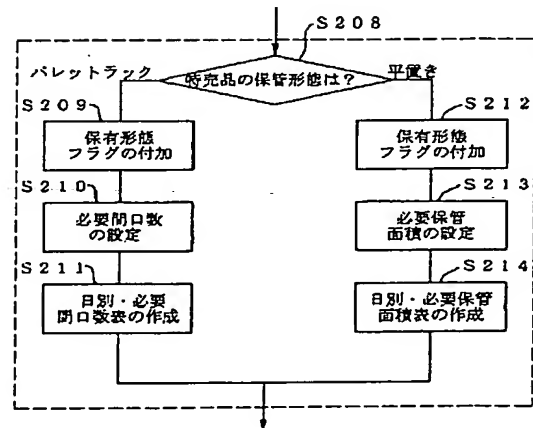 S208
特売品の保管形態は？
パレットラック
平置き
S209
保有形態
フラグの付加
S210
必要間口数
の設定
S211
日別・必要
間口数表の作成
S212
保有形態
フラグの付加
S213
必要保管
面積の設定
S214
日別・必要保管
面積表の作成